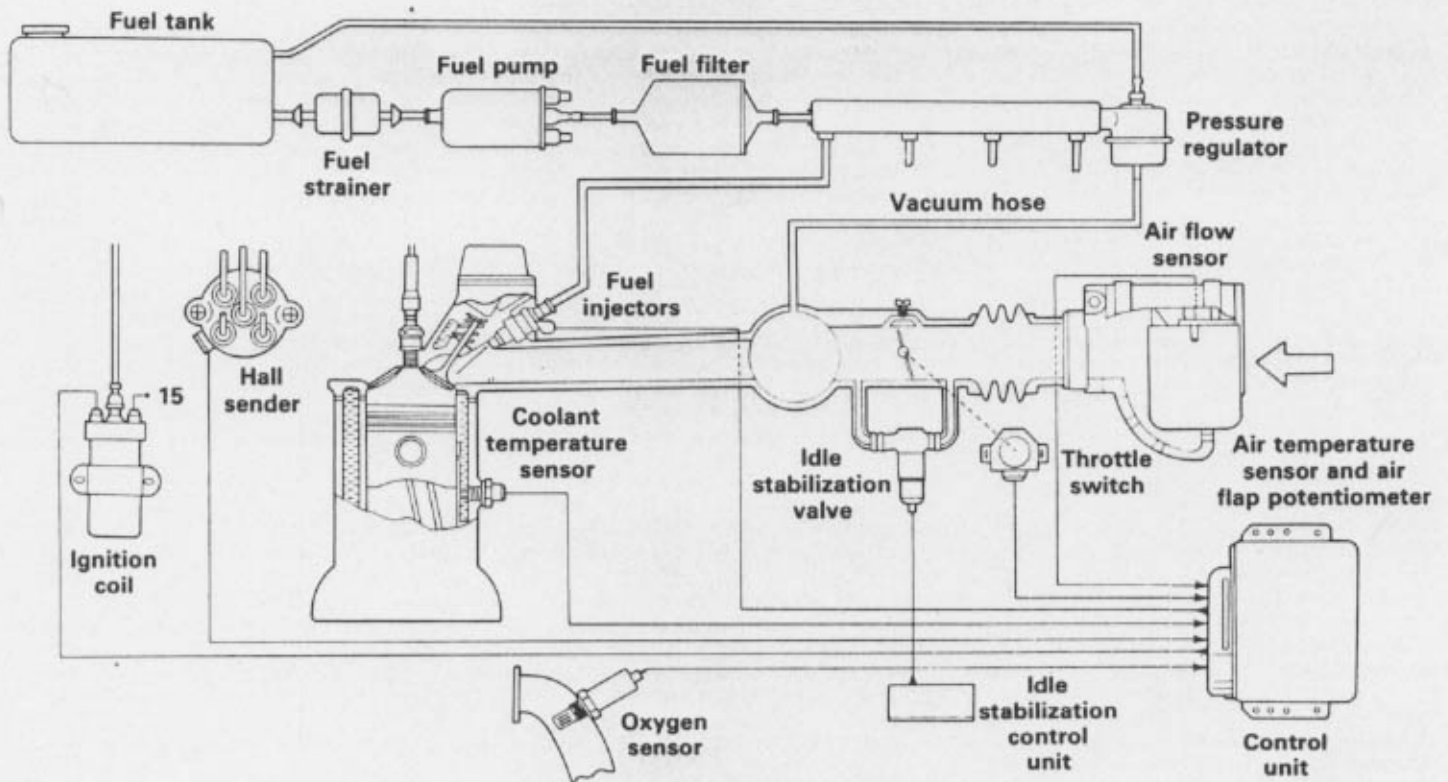 Fuel tank
Fuel pump
Fuel filter
Fuel
strainer
Pressure
regulator
Vacuum hose
Air flow
sensor
Fuel
injectors
Hall
sender
15
Coolant
temperature
sensor
Idle
stabilization
valve
Throttle
switch
Air temperature
sensor and air
flap potentiometer
Ignition
coil
Oxygen
sensor
Idle
stabilization
control
unit
Control
unit